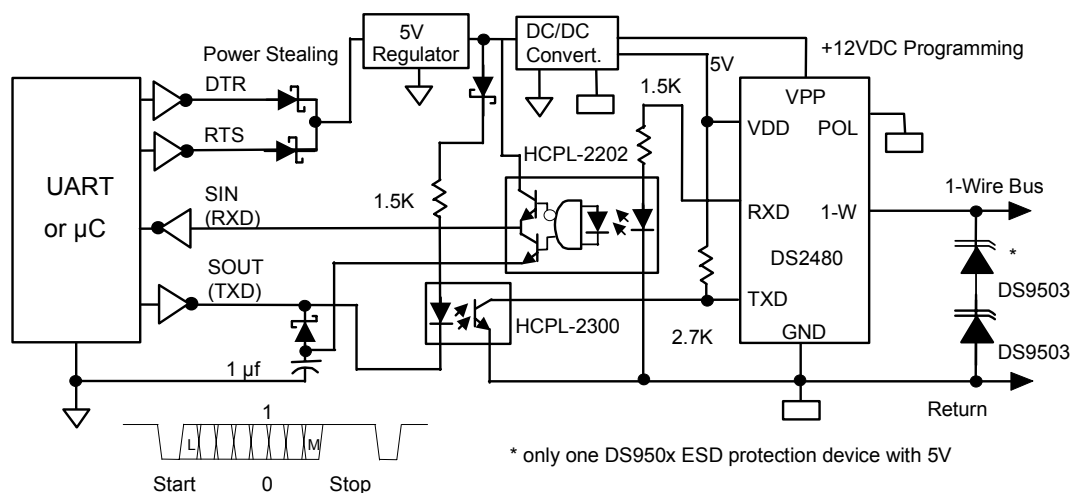 Power Stealing
5V
Regulator
DC/DC
Convert.
+12VDC Programming
5V
DTR
RTS
1.5K
VPP
VDD
POL
HCPL-2202
UART
or µC
SIN
(RXD)
1.5K
1-Wire Bus
RXD
1-W
DS2480
*
SOUT
(TXD)
DS9503
TXD
HCPL-2300
2.7K
GND
DS9503
1 µf
Return
1
L
M
* only one DS950x ESD protection device with 5V
Start
0
Stop